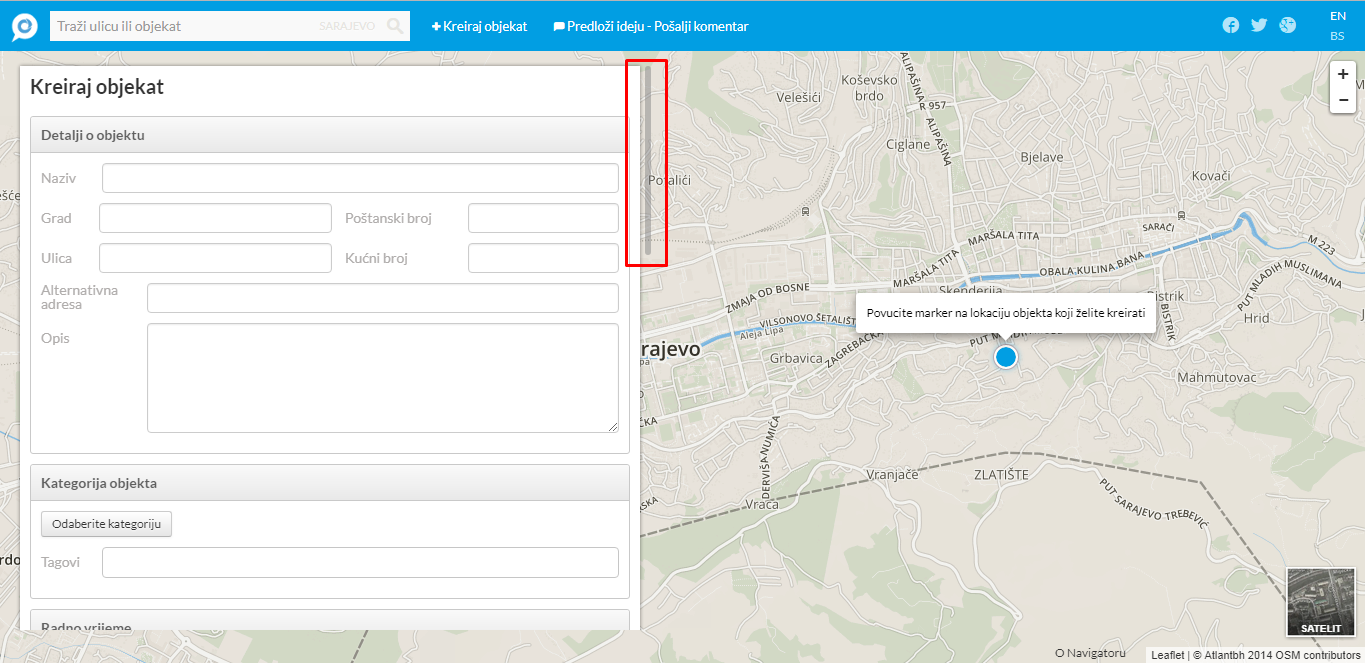 Traži ulicu ili objekat
SARAJEVO
Kreiraj objekat
Predloži ideju - Pošalji komentar
EN
BS
Kreiraj objekat
Detalji o objektu
Naziv
Grad
Poštanski broj
Ulica
Kućni broj
Alternativna
adresa
Opis
Kategorija objekta
Odaberite kategoriju
Tagovi
Radno vrijeme
Velešići
Koševsko
brdo
R 957
ALIPAŠINA
ALIPAŠINA
Ciglane
Bjelave
Kovači
Potalići
SARAČI
MARŠALA TITA
MARŠALA TITA
M 223
OBALA KULINA BANA
PUT MLADIH MUSLIMANA
ZMAJA OD BOSNE
Skenderija
Bistrik
BISTRIK
Hrid
Povucite marker na lokaciju objekta koji želite kreirati
VILSONOVO ŠETALIŠT
Aleja Lipa
rajevo
Grbavica
ZAGREBAČKA
Mahmutovac
DERVIŠA NUMIĆA
Vranjače
ZLATIŠTE
Vraca
PUT SARAJEVO TREBEVIĆ
+
-
SATELIT
O Navigatoru
Leaflet | © Atlantbh 2014 OSM contributors